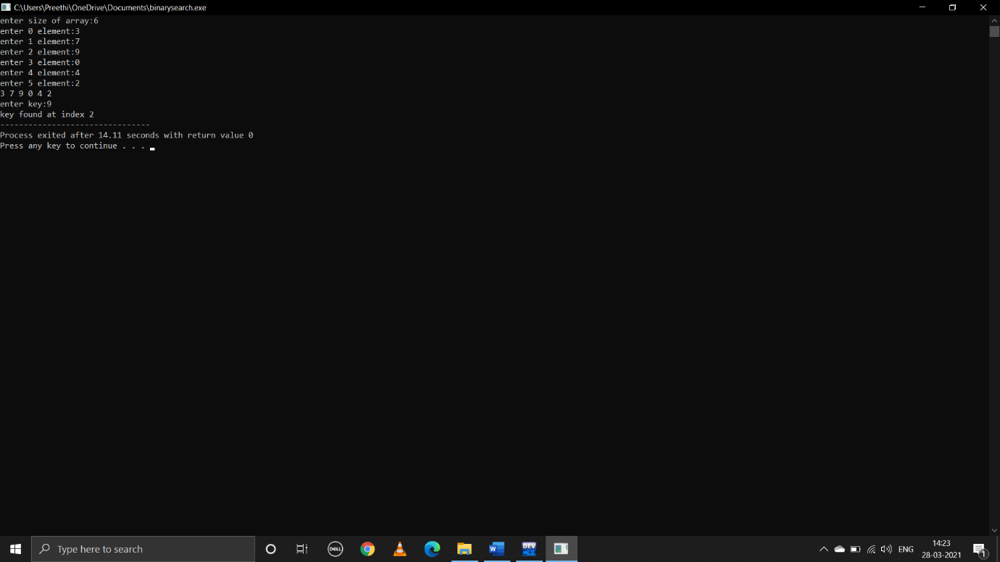 C:\Users\Preethi\OneDrive\Documents\binarysearch.exe
enter size of array:6
enter 0 element:3
enter 1 element:7
enter 2 element:9
enter 3 element:0
enter 4 element:4
enter 5 element:2
3 7 9 0 4 2
enter key:9
key found at index 2
--------------------------------
Process exited after 14.11 seconds with return value 0
Press any key to continue . . .
Type here to search
DELL
W
DEV
C++
ENG
14:23
28-03-2021
1